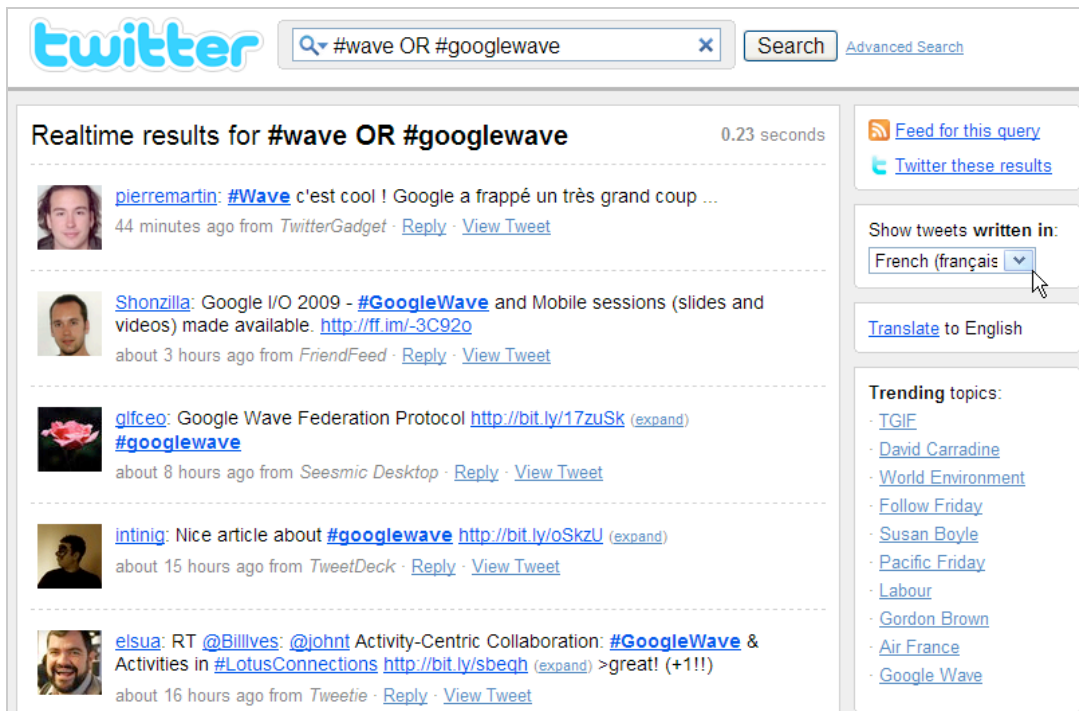 twitter
#wave OR #googlewave
Search
Advanced Search
Realtime results for #wave OR #googlewave
0.23 seconds
pierremartin: #Wave c'est cool ! Google a frappé un très grand coup ...
44 minutes ago from TwitterGadget · Reply · View Tweet
Shonzilla: Google I/O 2009 - #GoogleWave and Mobile sessions (slides and
videos) made available. http://ff.im/-3C92o
about 3 hours ago from FriendFeed · Reply · View Tweet
glfceo: Google Wave Federation Protocol http://bit.ly/17zuSk (expand)
#googlewave
about 8 hours ago from Seesmic Desktop · Reply · View Tweet
intinig: Nice article about #googlewave http://bit.ly/oSkzU (expand)
about 15 hours ago from TweetDeck · Reply · View Tweet
elsua: RT @BillIves: @johnt Activity-Centric Collaboration: #GoogleWave &
Activities in #LotusConnections http://bit.ly/sbeqh (expand) >great! (+1!!)
about 16 hours ago from Tweetie · Reply · View Tweet
Feed for this query
Twitter these results
Show tweets written in:
French (français
Translate to English
Trending topics:
· TGIF
· David Carradine
· World Environment
· Follow Friday
· Susan Boyle
· Pacific Friday
· Labour
· Gordon Brown
· Air France
· Google Wave